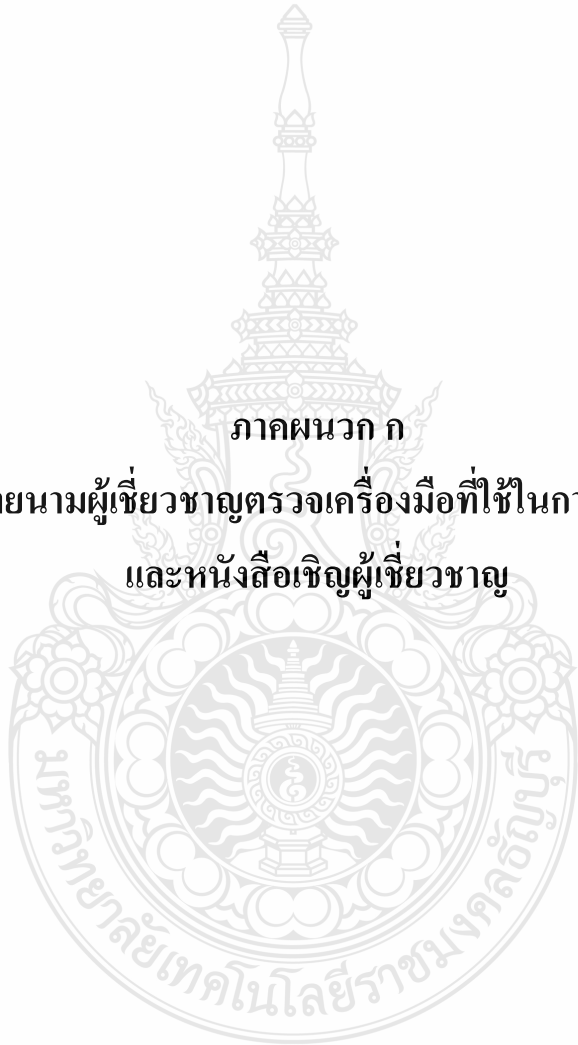 ภาคผนวก ก
ยนามผู้เชี่ยวชาญตรวจเครื่องมือที่ใช้ในกา
และหนังสือเชิญผู้เชี่ยวชาญ
มหาวิทยาลัยเทคโนโลยีราชมงคลธัญบุรี